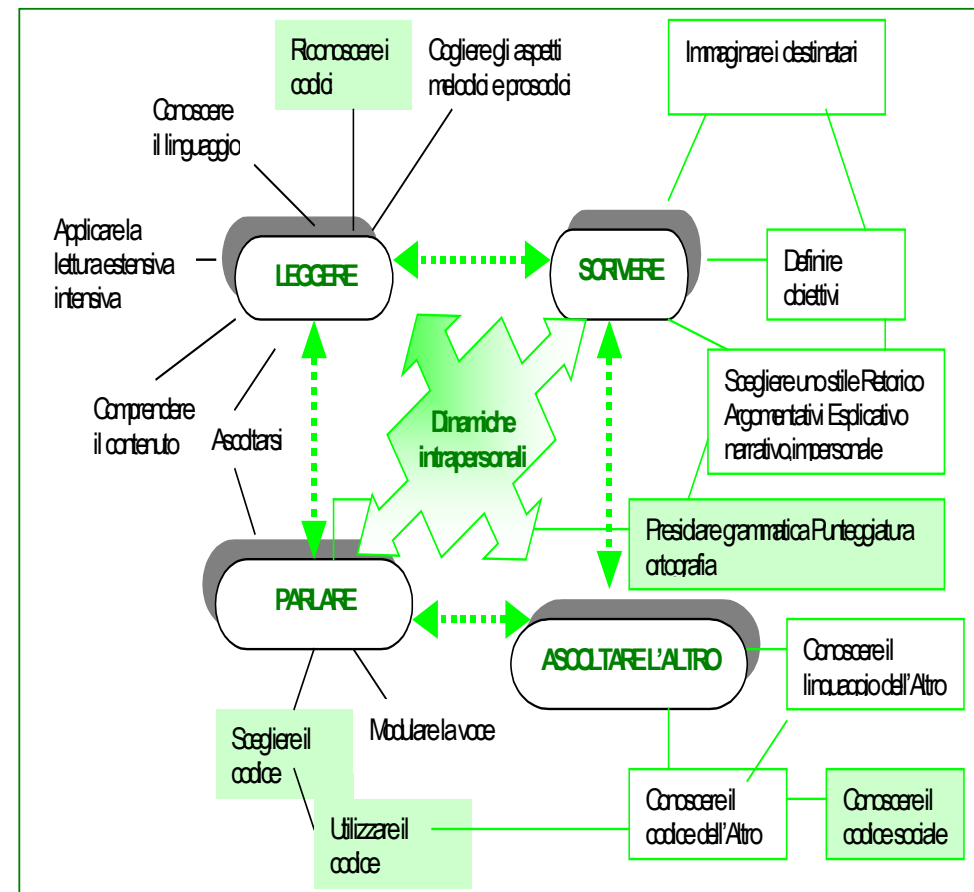 Riconoscere i
codici
Cogliere gli aspetti
melodici e prosodici
Immaginare i destinatari
Conoscere
il linguaggio
Applicare la
lettura estensiva
intensiva
LEGGERE
SCRIVERE
Definire
obiettivi
Comprendere
il contenuto
Ascoltarsi
Dinamiche
intrapersonali
Scegliere uno stile Retorico
Argomentativi Esplicativo
narrativo, impersonale
Presidiare grammatica Punteggiatura
ortografia
PARLARE
ASCOLTARE L'ALTRO
Conoscere il
linguaggio dell'Altro
Scegliere il
codice
Modulare la voce
Utilizzare il
codice
Conoscere il
codice dell'Altro
Conoscere il
codice sociale